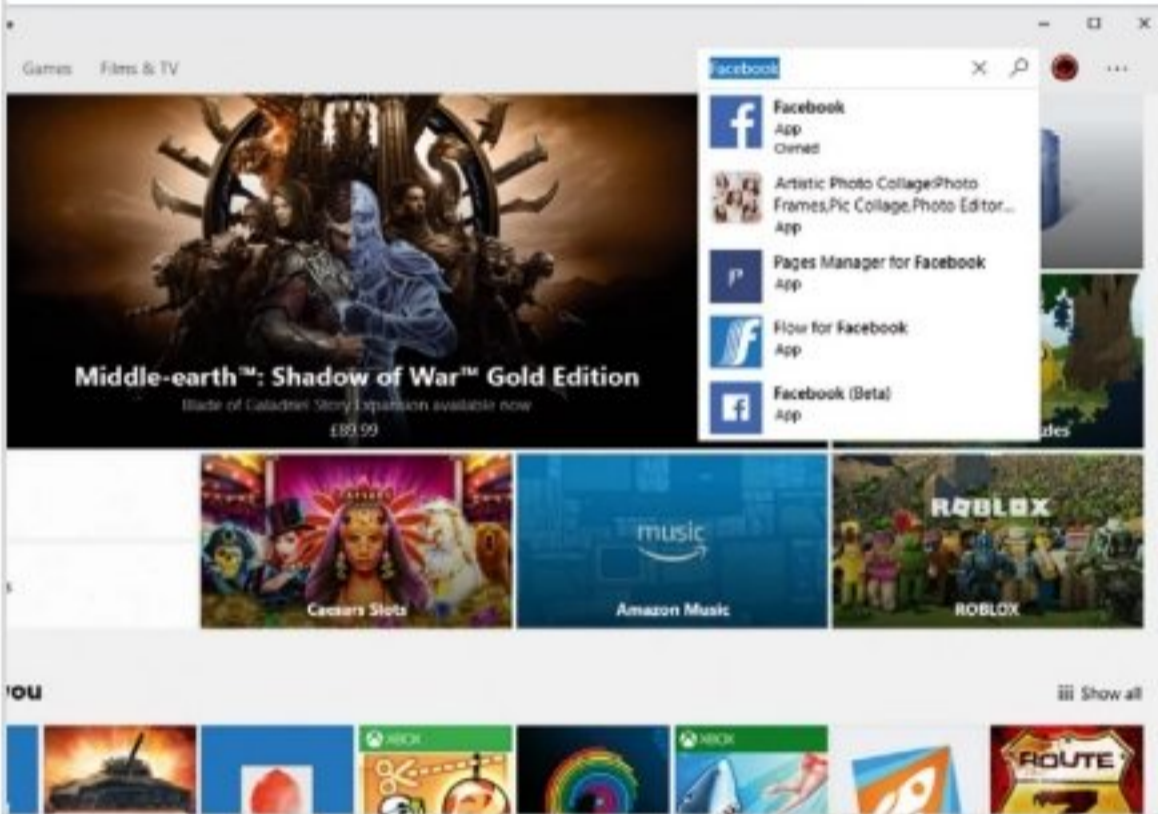 Games Films & TV
Facebook
Facebook
App
Owned
Artistic Photo Collage:Photo
Frames,Pic Collage,Photo Editor...
App
Pages Manager for Facebook
App
Flow for Facebook
App
Facebook (Beta)
App
Middle-earth™: Shadow of War™ Gold Edition
Blade of Galadriel Story Expansion available now
£89.99
CAESARS
Caesars Slots
music
Amazon Music
ROBLOX
ROBLOX
you
Show all
XBOX
XBOX
ROUTE